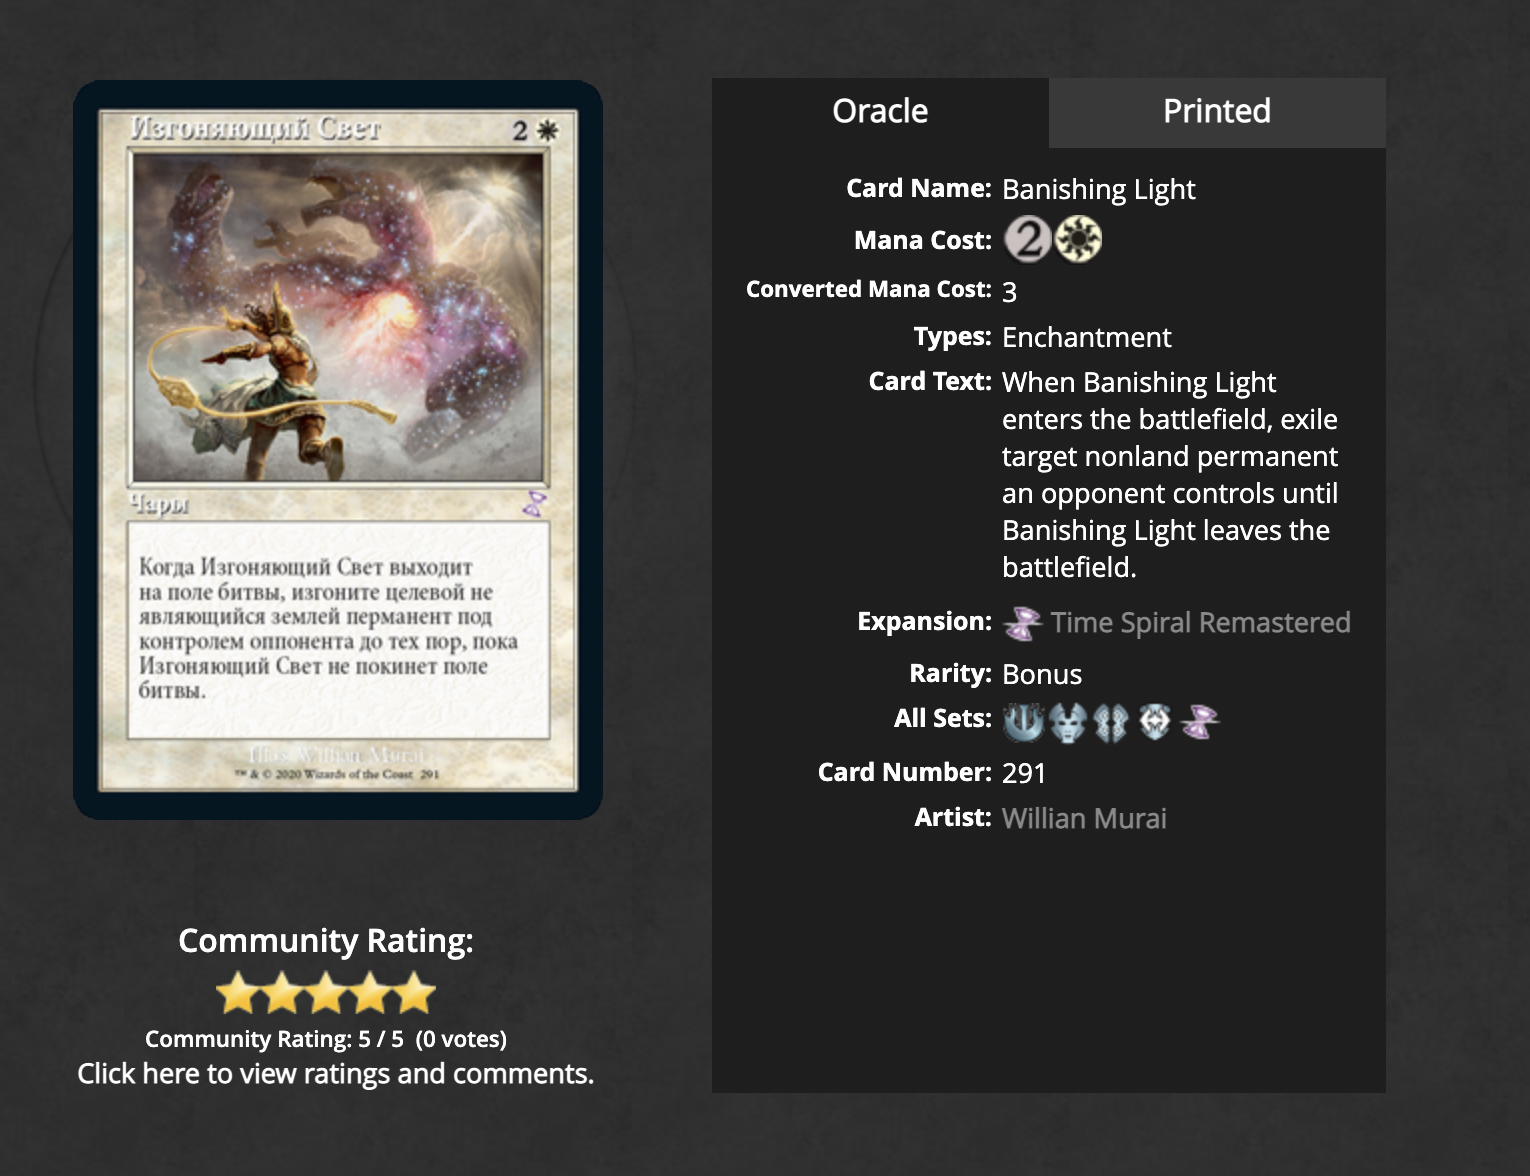 Изгоняющий Свет 2
Чары
Когда Изгоняющий Свет выходит
на поле битвы, изгоните целевой не
являющийся землей перманент под
контролем оппонента до тех пор, пока
Изгоняющий Свет не покинет поле
битвы.
Illus. Willian Murai
™ & © 2020 Wizards of the Coast 291
Community Rating:
Community Rating: 5 / 5 (0 votes)
Click here to view ratings and comments.
Oracle Printed
Card Name: Banishing Light
Mana Cost: 2
Converted Mana Cost: 3
Types: Enchantment
Card Text: When Banishing Light
enters the battlefield, exile
target nonland permanent
an opponent controls until
Banishing Light leaves the
battlefield.
Expansion: Time Spiral Remastered
Rarity: Bonus
All Sets:
Card Number: 291
Artist: Willian Murai